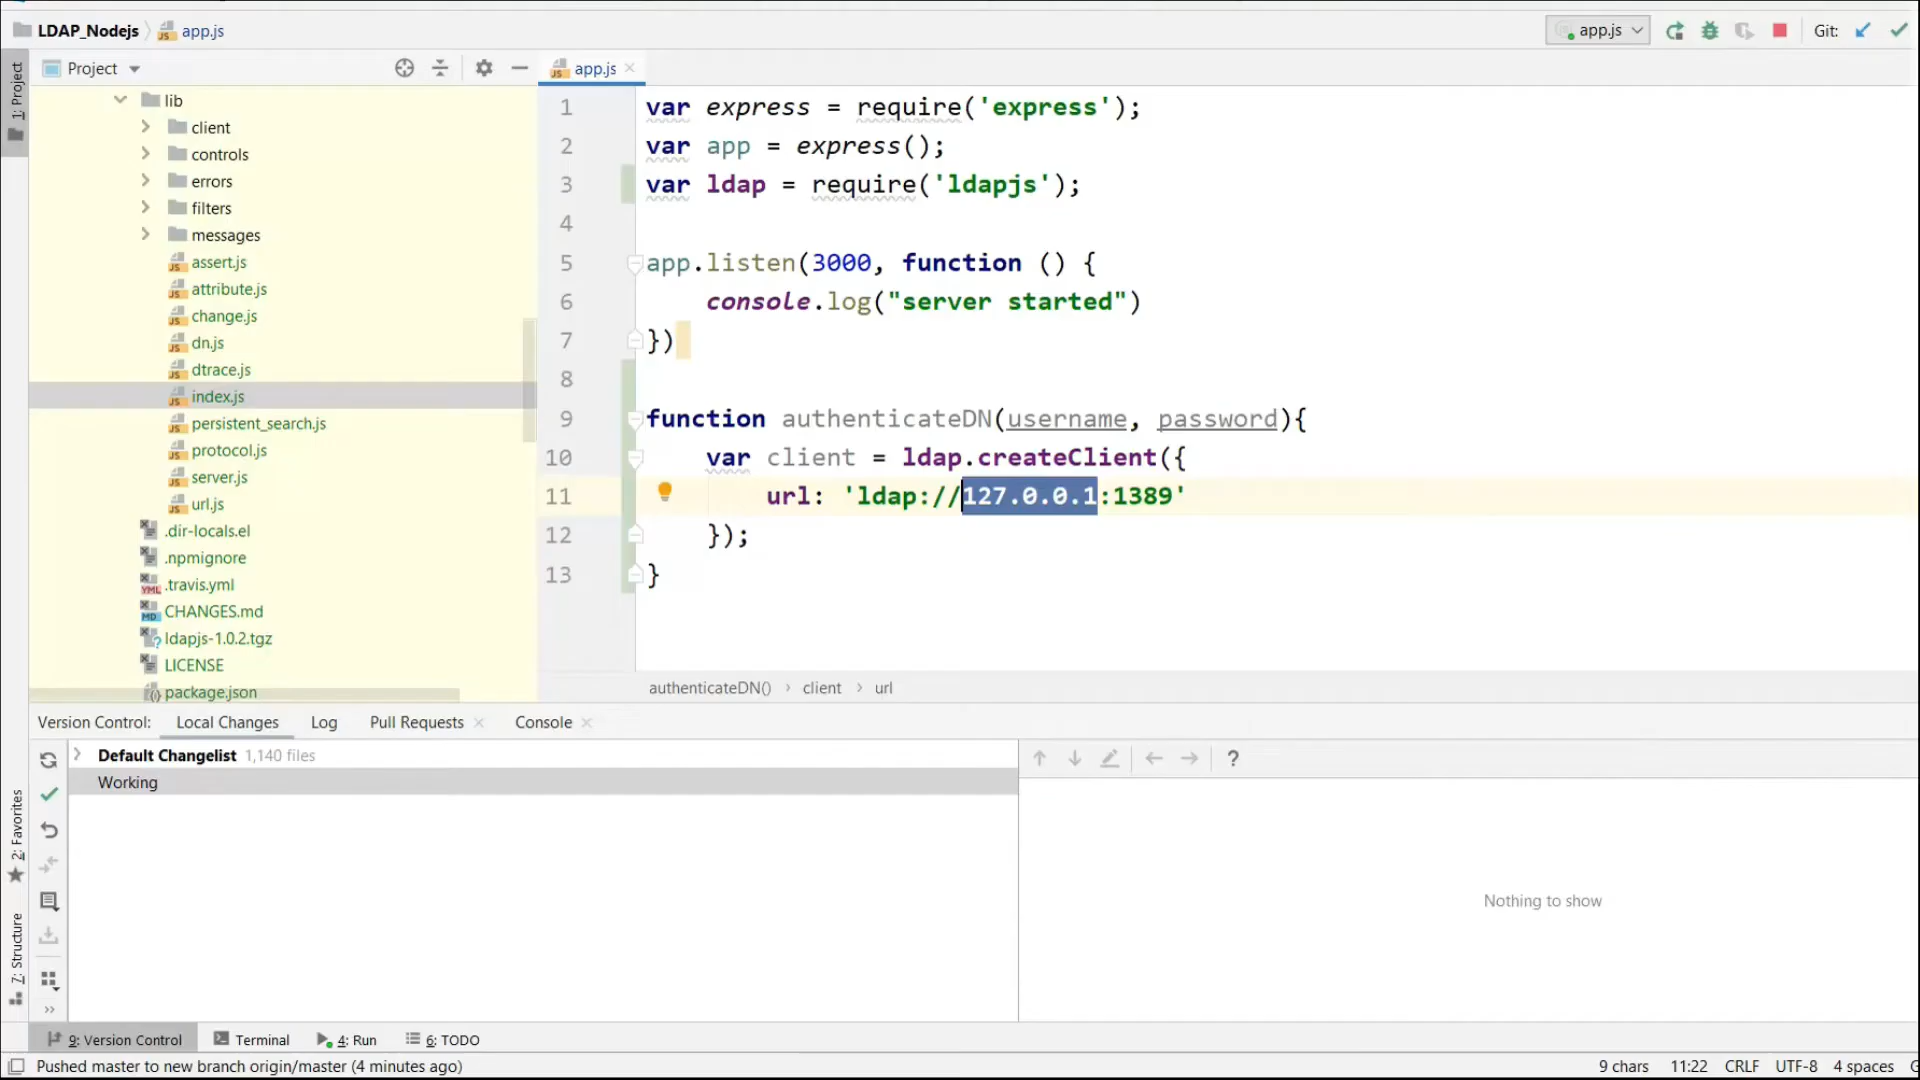 LDAP_Nodejs
app.js
app.js
Git:
1: Project
Project
app.js
lib
client
controls
errors
filters
messages
assert.js
attribute.js
change.js
dn.js
dtrace.js
index.js
persistent_search.js
protocol.js
server.js
url.js
.dir-locals.el
.npmignore
.travis.yml
CHANGES.md
ldapjs-1.0.2.tgz
LICENSE
package.json
1 var express = require('express');
2 var app = express();
3 var ldap = require('ldapjs');
4
5 app.listen(3000, function () {
6 console.log("server started")
7 })
8
9 function authenticateDN(username, password){
10 var client = ldap.createClient({
11 url: 'ldap://127.0.0.1:1389'
12 });
13 }
authenticateDN() › client › url
Version Control: Local Changes Log Pull Requests Console
Default Changelist 1,140 files
Working
?
Nothing to show
2: Favorites
7: Structure
9: Version Control Terminal 4: Run 6: TODO
Pushed master to new branch origin/master (4 minutes ago)
9 chars 11:22 CRLF UTF-8 4 spaces